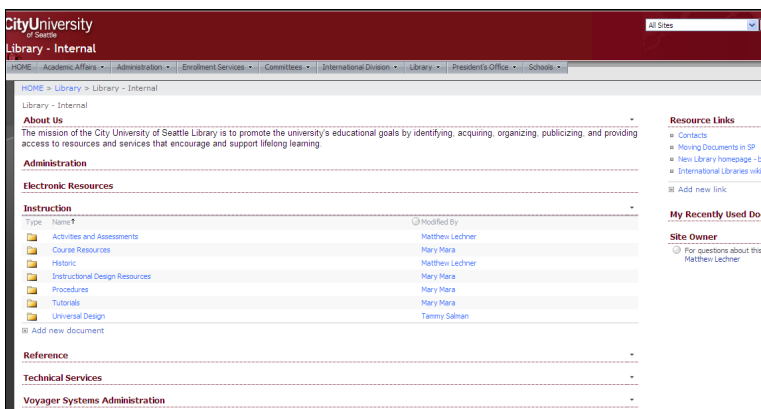 CityUniversity
of Seattle
All Sites
Library - Internal
HOME Academic Affairs Administration Enrollment Services Committees International Division Library President's Office Schools
HOME > Library > Library - Internal
Library - Internal
About Us
The mission of the City University of Seattle Library is to promote the university's educational goals by identifying, acquiring, organizing, publicizing, and providing
access to resources and services that encourage and support lifelong learning.
Administration
Electronic Resources
Instruction
Type Name Modified By
Activities and Assessments Matthew Lechner
Course Resources Mary Mara
Historic Matthew Lechner
Instructional Design Resources Mary Mara
Procedures Mary Mara
Tutorials Mary Mara
Universal Design Tammy Salman
Add new document
Reference
Technical Services
Voyager Systems Administration
Resource Links
Contacts
Moving Documents in SP
New Library homepage - b
International Libraries wiki
Add new link
My Recently Used Do
Site Owner
For questions about this
Matthew Lechner